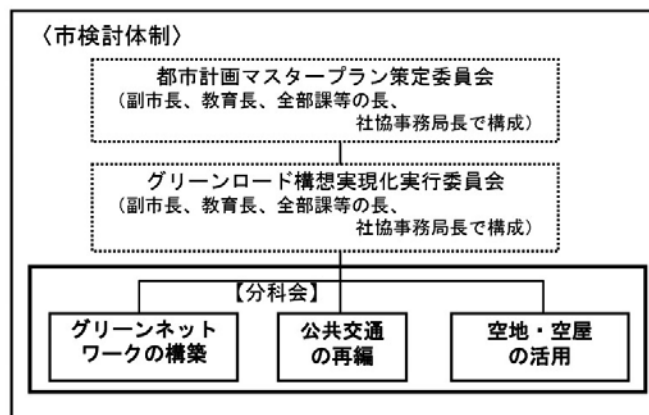 〈市検討体制〉
都市計画マスタープラン策定委員会
（副市長、教育長、全部課等の長、
社協事務局長で構成）
グリーンロード構想実現化実行委員会
（副市長、教育長、全部課等の長、
社協事務局長で構成）
【分科会】
グリーンネット
ワークの構築
公共交通
の再編
空地・空屋
の活用